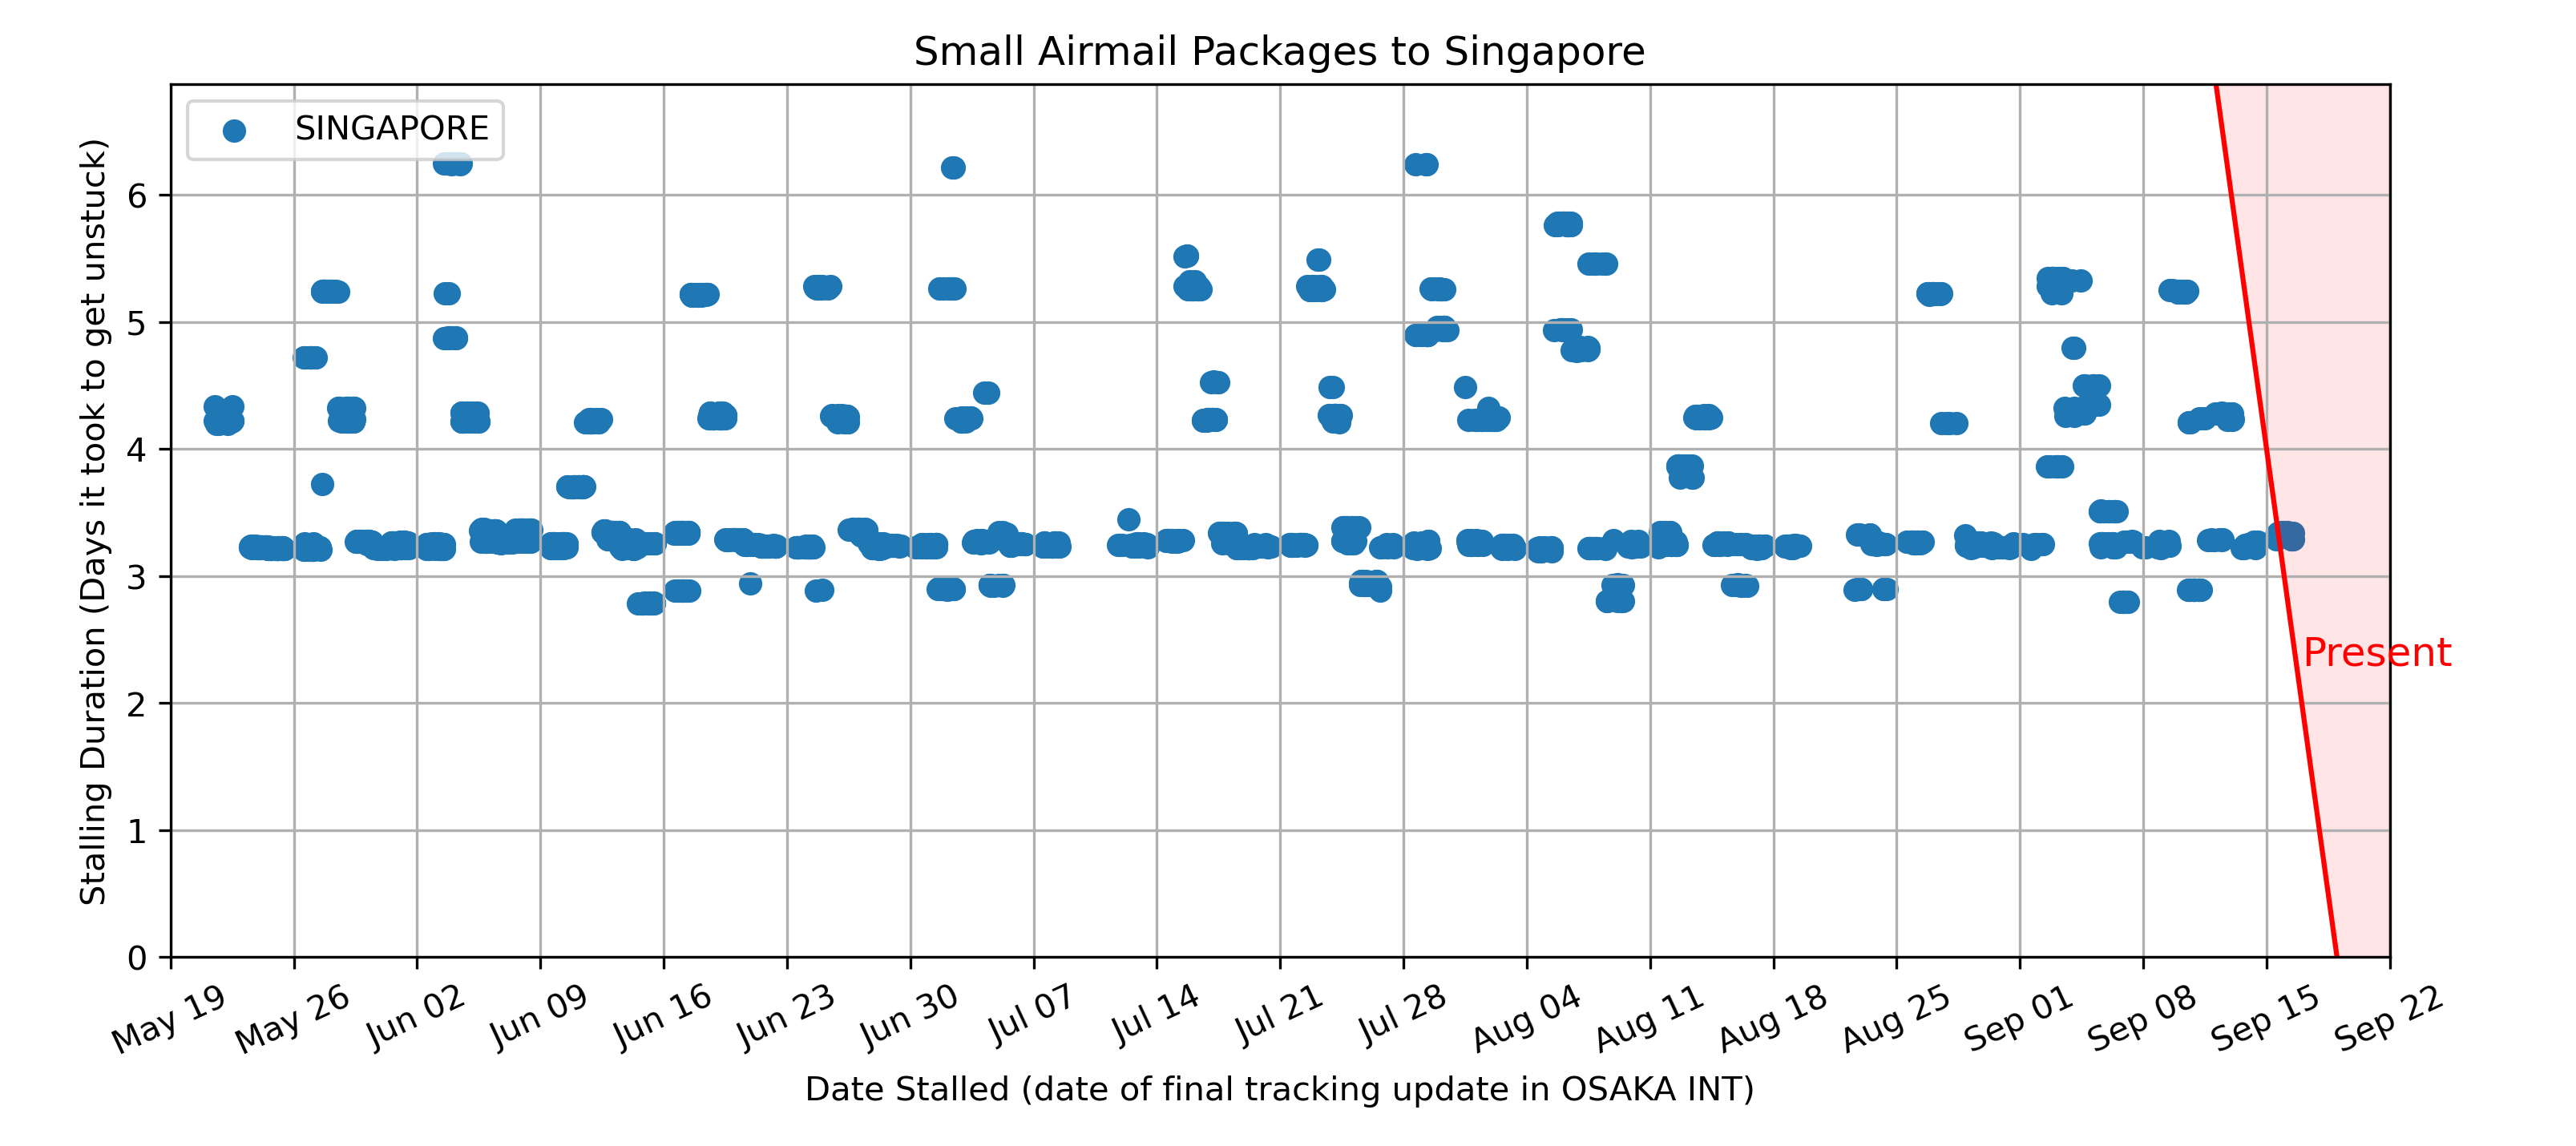 Small Airmail Packages to Singapore
SINGAPORE
Stalling Duration (Days it took to get unstuck)
6
5
4
3
2
1
0
Present
May 19
May 26
Jun 02
Jun 09
Jun 16
Jun 23
Jun 30
Jul 07
Jul 14
Jul 21
Jul 28
Aug 04
Aug 11
Aug 18
Aug 25
Sep 01
Sep 08
Sep 15
Sep 22
Date Stalled (date of final tracking update in OSAKA INT)